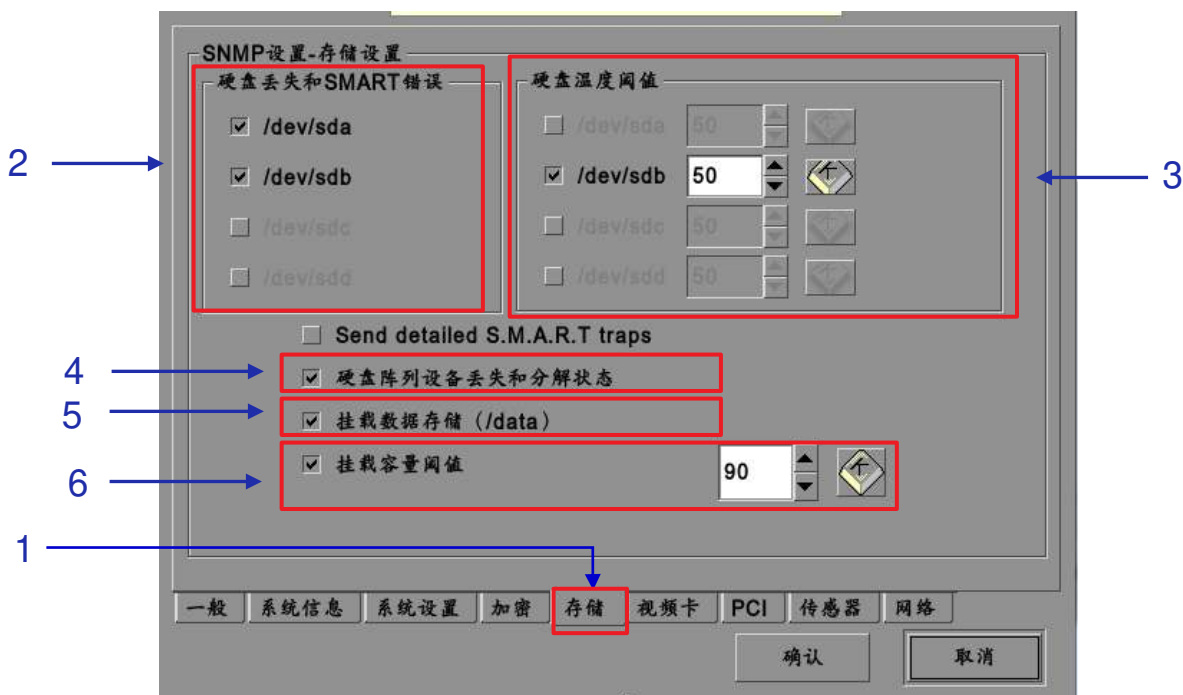 SNMP设置-存储设置
硬盘丢失和SMART错误
硬盘温度阈值
/dev/sda
/dev/sda 50
/dev/sdb
/dev/sdb 50
/dev/sdc
/dev/sdc 50
/dev/sdd
/dev/sdd 50
2
3
Send detailed S.M.A.R.T traps
4
硬盘阵列设备丢失和分解状态
5
挂载数据存储（/data）
6
挂载容量阈值
90
1
一般 系统信息 系统设置 加密 存储 视频卡 PCI 传感器 网络
确认 取消